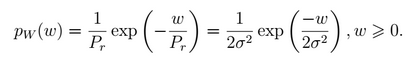 p_W(w) = \frac{1}{P_r} \exp\left(-\frac{w}{P_r}\right) = \frac{1}{2\sigma^2} \exp\left(\frac{-w}{2\sigma^2}\right), w \geqslant 0.